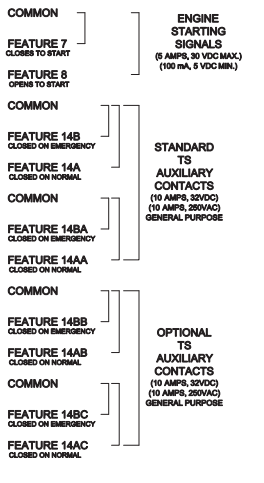 COMMON
FEATURE 7
CLOSES TO START
FEATURE 8
OPENS TO START
ENGINE
STARTING
SIGNALS
(5 AMPS, 30 VDC MAX.)
(100 mA, 5 VDC MIN.)
COMMON
FEATURE 14B
CLOSED ON EMERGENCY
FEATURE 14A
CLOSED ON NORMAL
COMMON
FEATURE 14BA
CLOSED ON EMERGENCY
FEATURE 14AA
CLOSED ON NORMAL
STANDARD
TS
AUXILIARY
CONTACTS
(10 AMPS, 32VDC)
(10 AMPS, 250VAC)
GENERAL PURPOSE
COMMON
FEATURE 14BB
CLOSED ON EMERGENCY
FEATURE 14AB
CLOSED ON NORMAL
COMMON
FEATURE 14BC
CLOSED ON EMERGENCY
FEATURE 14AC
CLOSED ON NORMAL
OPTIONAL
TS
AUXILIARY
CONTACTS
(10 AMPS, 32VDC)
(10 AMPS, 250VAC)
GENERAL PURPOSE